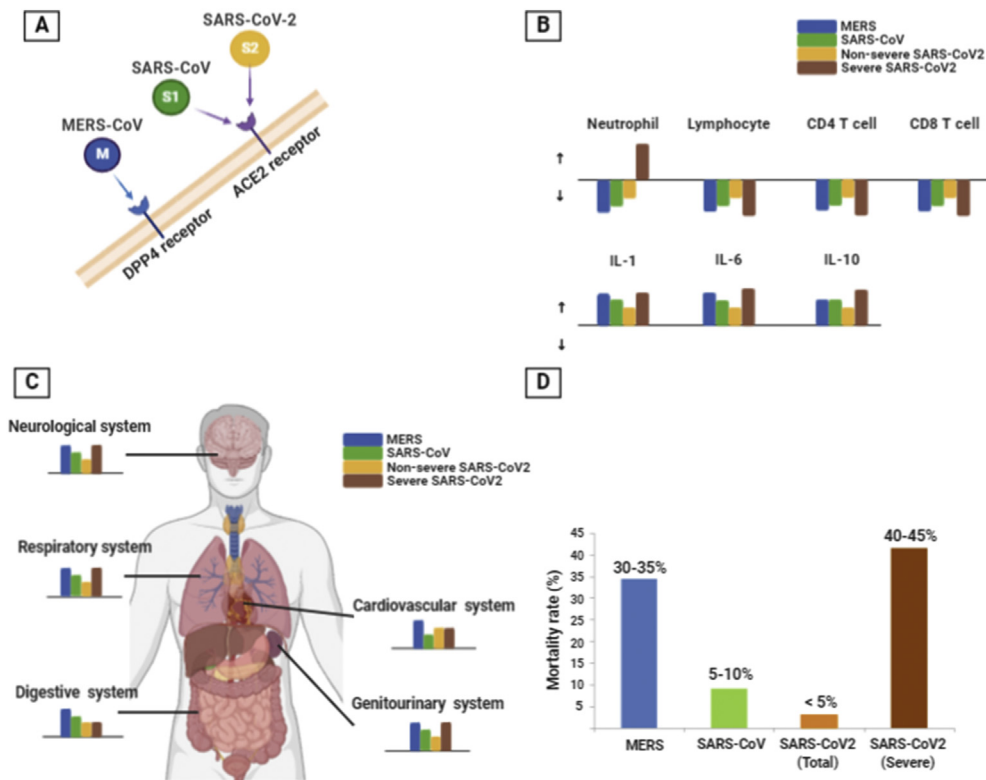 A
SARS-CoV-2
S2
SARS-CoV
S1
MERS-CoV
M
ACE2 receptor
DPP4 receptor
B
MERS
SARS-CoV
Non-severe SARS-CoV2
Severe SARS-CoV2
Neutrophil Lymphocyte CD4 T cell CD8 T cell
↑
↓
IL-1 IL-6 IL-10
↑
↓
C
Neurological system
MERS
SARS-CoV
Non-severe SARS-CoV2
Severe SARS-CoV2
Respiratory system
Cardiovascular system
Digestive system
Genitourinary system
D
Mortality rate (%)
45
40
35
30
25
20
15
10
5
30-35%
5-10%
< 5%
40-45%
MERS SARS-CoV SARS-CoV2 SARS-CoV2
(Total) (Severe)